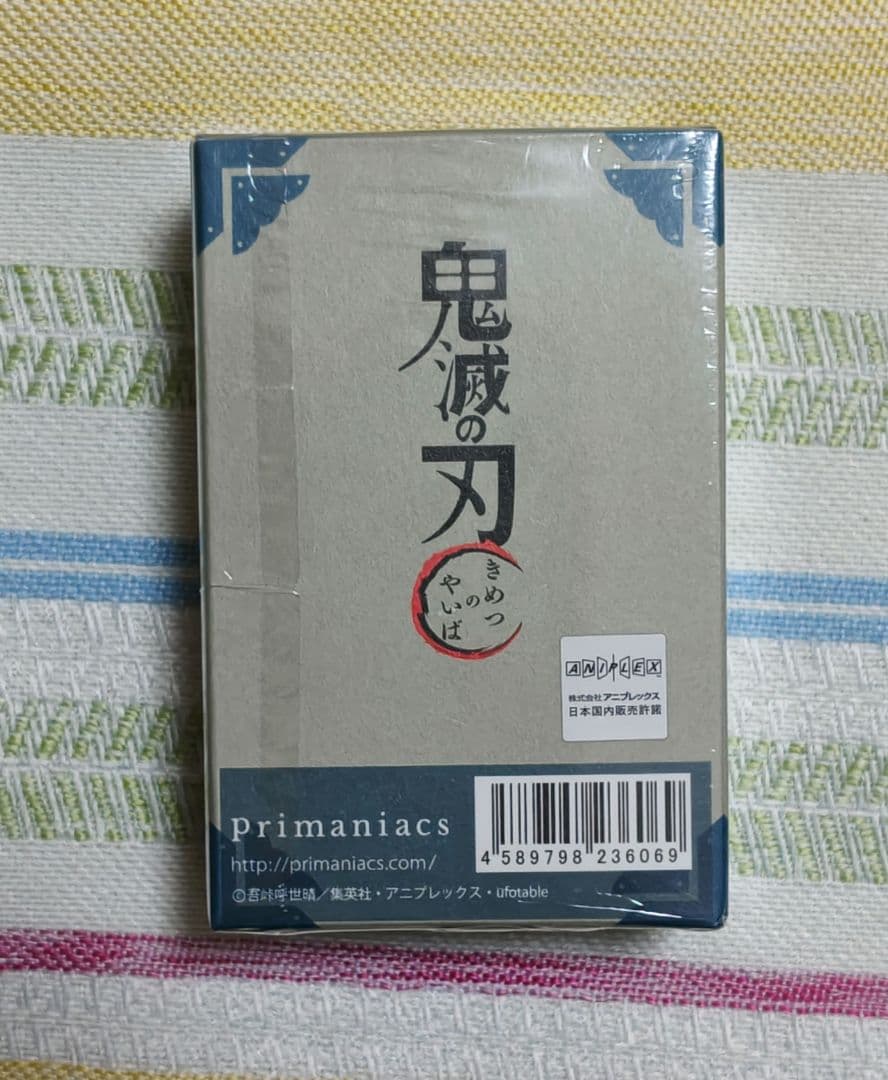 鬼滅の刃
きめつ
の
やいば
ANIPLEX
株式会社アニプレックス
日本国内販売許諾
primaniacs
4 589798 236069
http://primaniacs.com/
©吾峠呼世晴／集英社・アニプレックス・ufotable